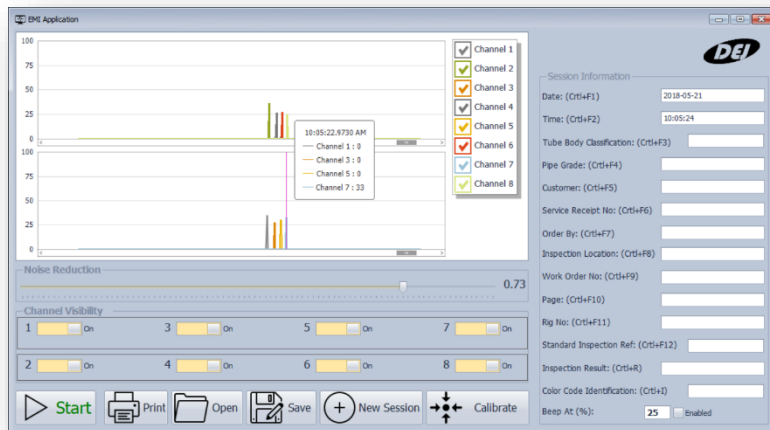 EMI Application
100
75
50
25
0
100
75
50
25
0
10:05:22.9730 AM
Channel 1 : 0
Channel 3 : 0
Channel 5 : 0
Channel 7 : 33
Channel 1
Channel 2
Channel 3
Channel 4
Channel 5
Channel 6
Channel 7
Channel 8
Noise Reduction
0.73
Channel Visibility
1 On 3 On 5 On 7 On
2 On 4 On 6 On 8 On
Start Print Open Save New Session Calibrate
DEJ
Session Information
Date: (Crtl+F1) 2018-05-21
Time: (Crtl+F2) 10:05:24
Tube Body Classification: (Crtl+F3)
Pipe Grade: (Crtl+F4)
Customer: (Crtl+F5)
Service Receipt No: (Crtl+F6)
Order By: (Crtl+F7)
Inspection Location: (Crtl+F8)
Work Order No: (Crtl+F9)
Page: (Crtl+F10)
Rig No: (Crtl+F11)
Standard Inspection Ref: (Crtl+F12)
Inspection Result: (Crtl+R)
Color Code Identification: (Crtl+I)
Beep At (%): 25 Enabled